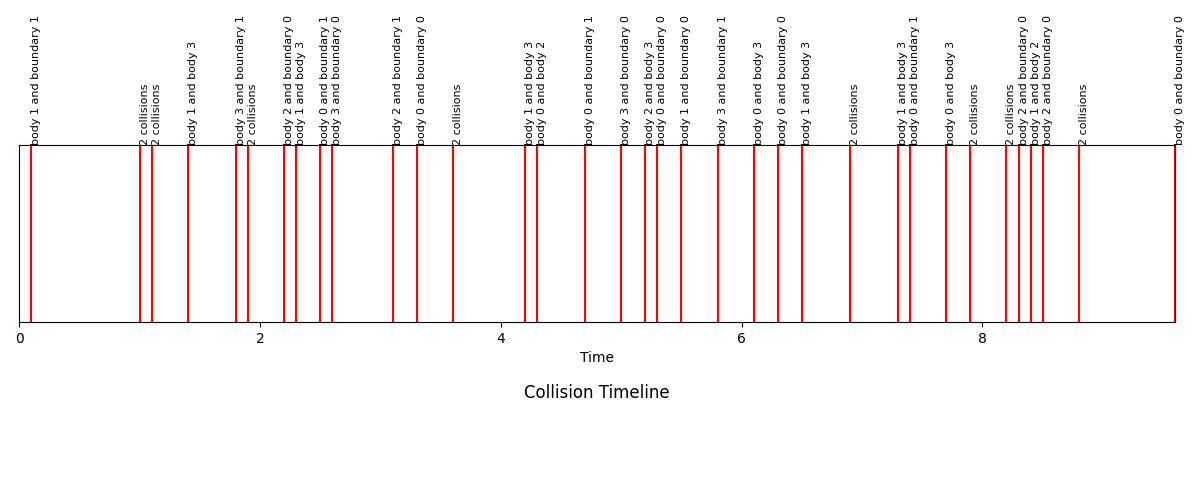 body 1 and boundary 1
2 collisions
2 collisions
body 1 and body 3
body 3 and boundary 1
2 collisions
body 2 and boundary 0
body 1 and body 3
body 0 and boundary 1
body 3 and boundary 0
body 2 and boundary 1
body 0 and boundary 0
2 collisions
body 1 and body 3
body 0 and body 2
body 0 and boundary 1
body 3 and boundary 0
body 2 and body 3
body 0 and boundary 0
body 1 and boundary 0
body 3 and boundary 1
body 0 and body 3
body 0 and boundary 0
body 1 and body 3
2 collisions
body 1 and body 3
body 0 and boundary 1
body 0 and body 3
2 collisions
2 collisions
body 2 and boundary 0
body 1 and body 2
body 2 and boundary 0
2 collisions
body 0 and boundary 0
0 2 4 6 8
Time
Collision Timeline